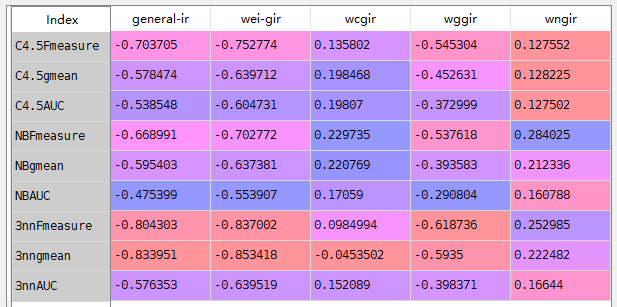 Index general-ir wei-gir wcgir wggir wngir
C4.5Fmeasure -0.703705 -0.752774 0.135802 -0.545304 0.127552
C4.5gmean -0.578474 -0.639712 0.198468 -0.452631 0.128225
C4.5AUC -0.538548 -0.604731 0.19807 -0.372999 0.127502
NBFmeasure -0.668991 -0.702772 0.229735 -0.537618 0.284025
NBgmean -0.595403 -0.637381 0.220769 -0.393583 0.212336
NBAUC -0.475399 -0.553907 0.17059 -0.290804 0.160788
3nnFmeasure -0.804303 -0.837002 0.0984994 -0.618736 0.252985
3nngmean -0.833951 -0.853418 -0.0453502 -0.5935 0.222482
3nnAUC -0.576353 -0.639519 0.152089 -0.398371 0.16644